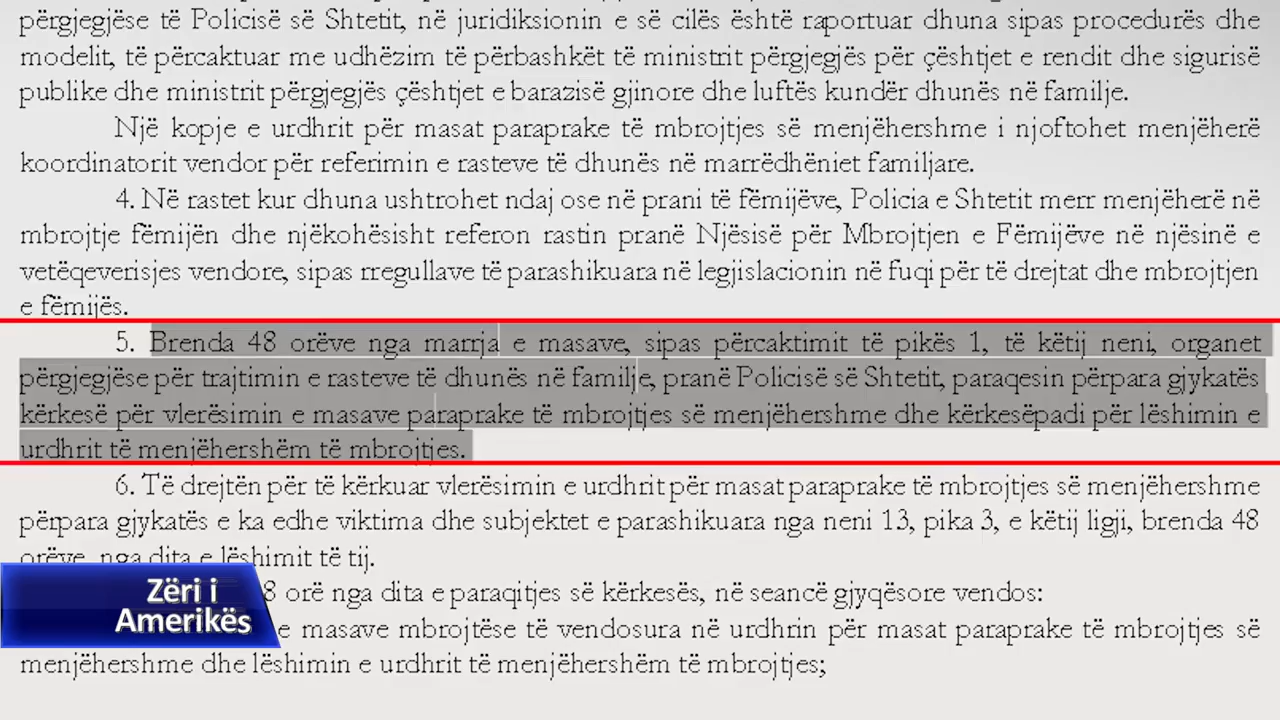 përgjegjëse të Policisë së Shtetit, në juridiksionin e së cilës është raportuar dhuna sipas procedurës dhe
modelit, të përcaktuar me udhëzim të përbashkët të ministrit përgjegjës për çështjet e rendit dhe sigurisë
publike dhe ministrit përgjegjës çështjet e barazisë gjinore dhe luftës kundër dhunës në familje.
Një kopje e urdhrit për masat paraprake të mbrojtjes së menjëhershme i njoftohet menjëherë
koordinatorit vendor për referimin e rasteve të dhunës në marrëdhëniet familjare.
4. Në rastet kur dhuna ushtrohet ndaj ose në prani të fëmijëve, Policia e Shtetit merr menjëherë në
mbrojtje fëmijën dhe njëkohësisht referon rastin pranë Njësisë për Mbrojtjen e Fëmijëve në njësinë e
vetëqeverisjes vendore, sipas rregullave të parashikuara në legjislacionin në fuqi për të drejtat dhe mbrojtjen
e fëmijës.
5. Brenda 48 orëve nga marrja e masave, sipas përcaktimit të pikës 1, të këtij neni, organet
përgjegjëse për trajtimin e rasteve të dhunës në familje, pranë Policisë së Shtetit, paraqesin përpara gjykatës
kërkesë për vlerësimin e masave paraprake të mbrojtjes së menjëhershme dhe kërkesëpadi për lëshimin e
urdhrit të menjëhershëm të mbrojtjes.
6. Të drejtën për të kërkuar vlerësimin e urdhrit për masat paraprake të mbrojtjes së menjëhershme
përpara gjykatës e ka edhe viktima dhe subjektet e parashikuara nga neni 13, pika 3, e këtij ligji, brenda 48
orëve nga dita e lëshimit të tij.
8 orë nga dita e paraqitjes së kërkesës, në seancë gjyqësore vendos:
e masave mbrojtëse të vendosura në urdhrin për masat paraprake të mbrojtjes së
menjëhershme dhe lëshimin e urdhrit të menjëhershëm të mbrojtjes;
Zëri i
Amerikës